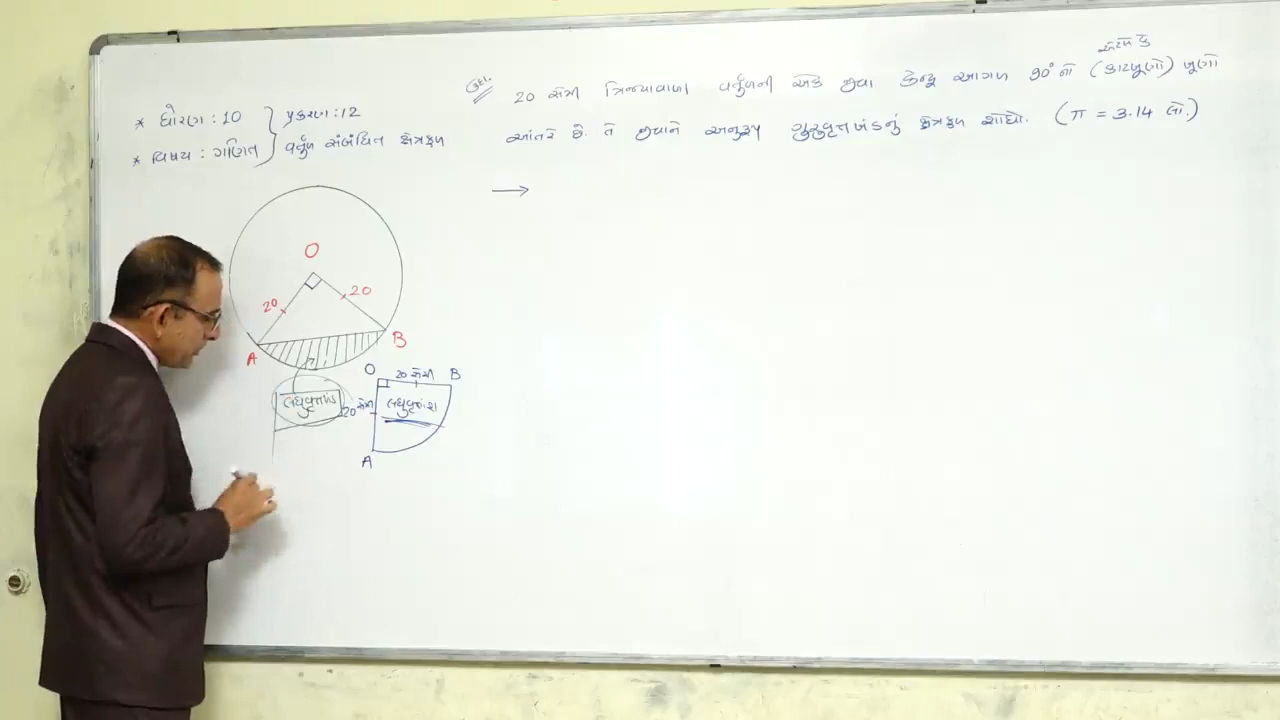 ઉદા.
20 સેમી ત્રિજ્યાવાળા વર્તુળની એક જીવા કેન્દ્ર આગળ 90° નો (કાટખૂણો) ખૂણો
આંતરે છે. તે જીવાને અનુરૂપ ગુરુવૃત્તખંડનું ક્ષેત્રફળ શોધો. (π = 3.14 લો.)
* ધોરણ : 10 પ્રકરણ : 12
* વિષય : ગણિત વર્તુળ સંબંધિત ક્ષેત્રફળ
→
O
20 20
A B
લઘુવૃત્તખંડ
O 20 સેમી B
20 સેમી લઘુવૃતાંશ
A